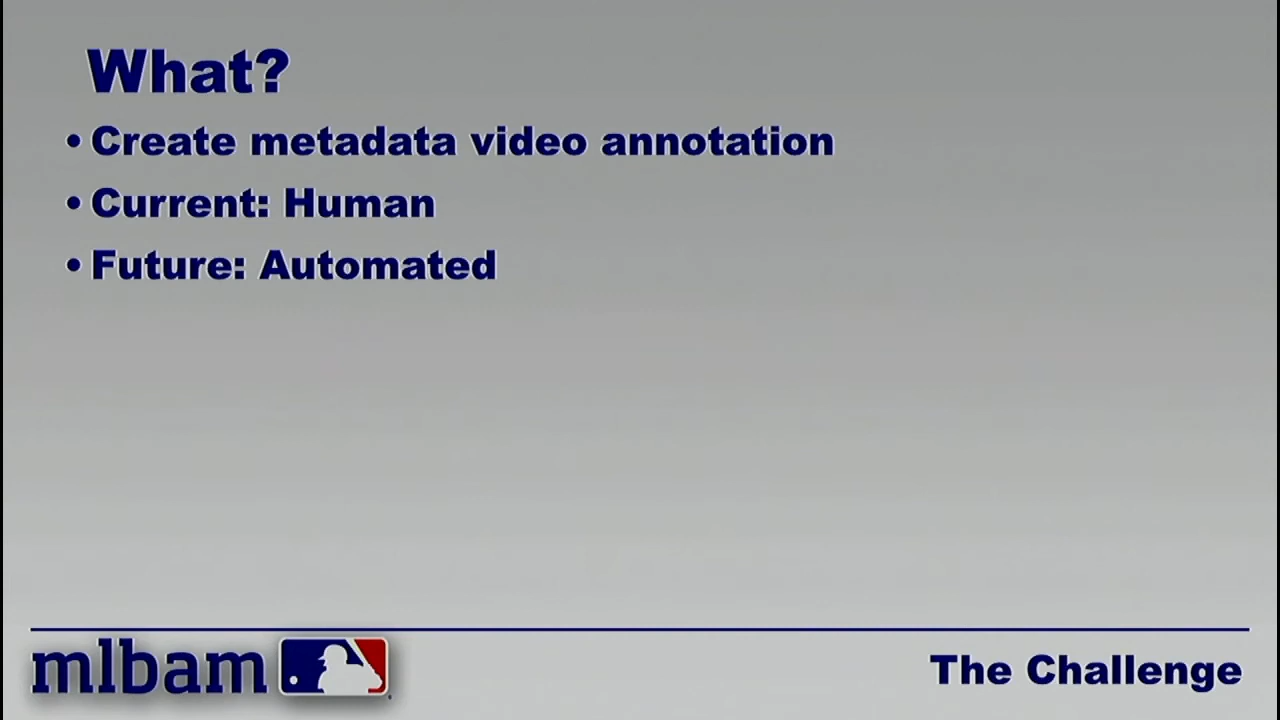 What?
• Create metadata video annotation
• Current: Human
• Future: Automated
mlbam
The Challenge